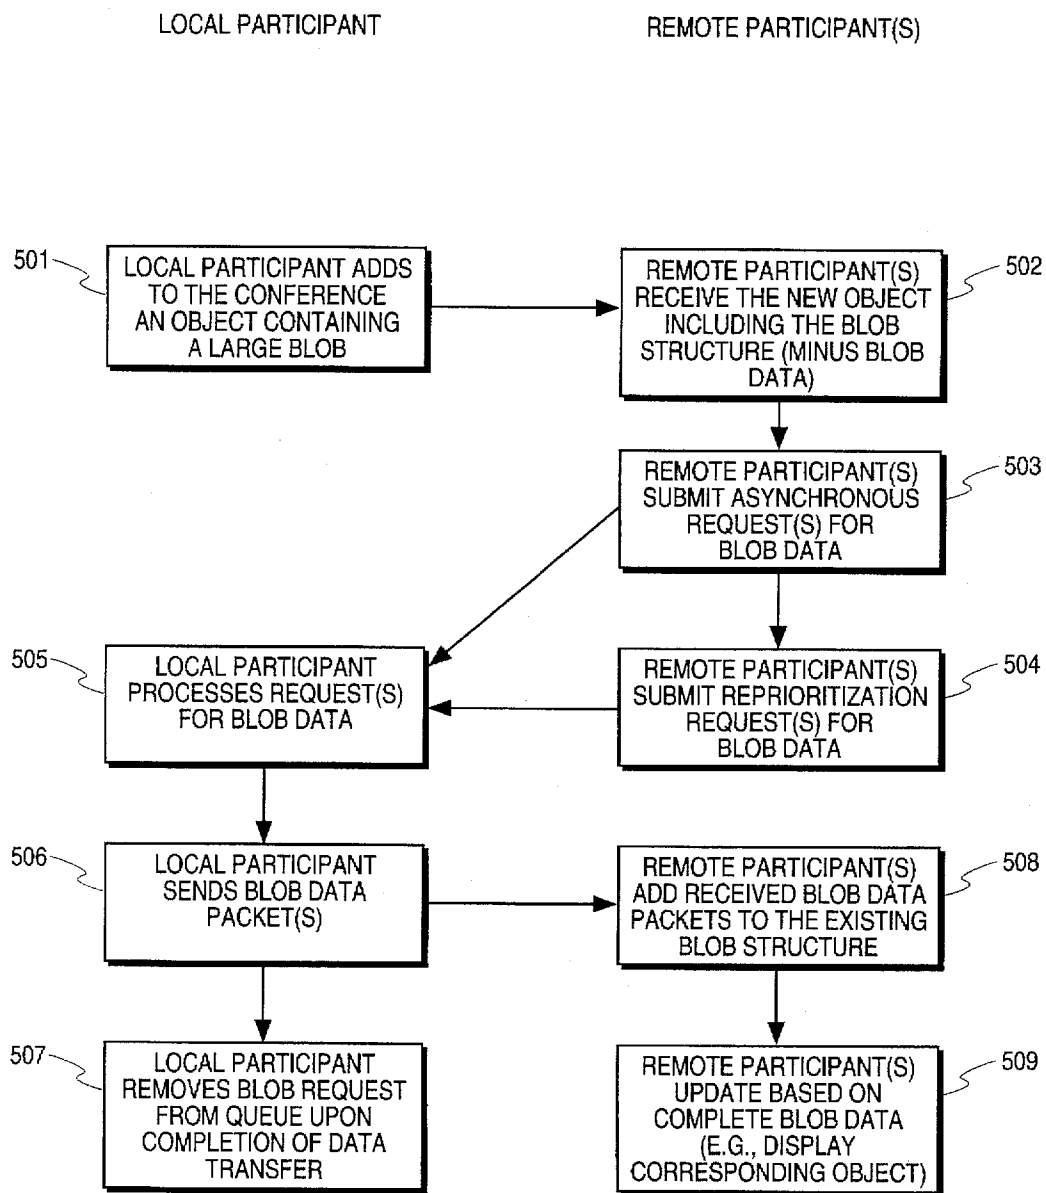 LOCAL PARTICIPANT
REMOTE PARTICIPANT(S)
501
LOCAL PARTICIPANT ADDS
TO THE CONFERENCE
AN OBJECT CONTAINING
A LARGE BLOB
502
REMOTE PARTICIPANT(S)
RECEIVE THE NEW OBJECT
INCLUDING THE BLOB
STRUCTURE (MINUS BLOB
DATA)
503
REMOTE PARTICIPANT(S)
SUBMIT ASYNCHRONOUS
REQUEST(S) FOR
BLOB DATA
505
LOCAL PARTICIPANT
PROCESSES REQUEST(S)
FOR BLOB DATA
504
REMOTE PARTICIPANT(S)
SUBMIT REPRIORITIZATION
REQUEST(S) FOR
BLOB DATA
506
LOCAL PARTICIPANT
SENDS BLOB DATA
PACKET(S)
508
REMOTE PARTICIPANT(S)
ADD RECEIVED BLOB DATA
PACKETS TO THE EXISTING
BLOB STRUCTURE
507
LOCAL PARTICIPANT
REMOVES BLOB REQUEST
FROM QUEUE UPON
COMPLETION OF DATA
TRANSFER
509
REMOTE PARTICIPANT(S)
UPDATE BASED ON
COMPLETE BLOB DATA
(E.G., DISPLAY
CORRESPONDING OBJECT)